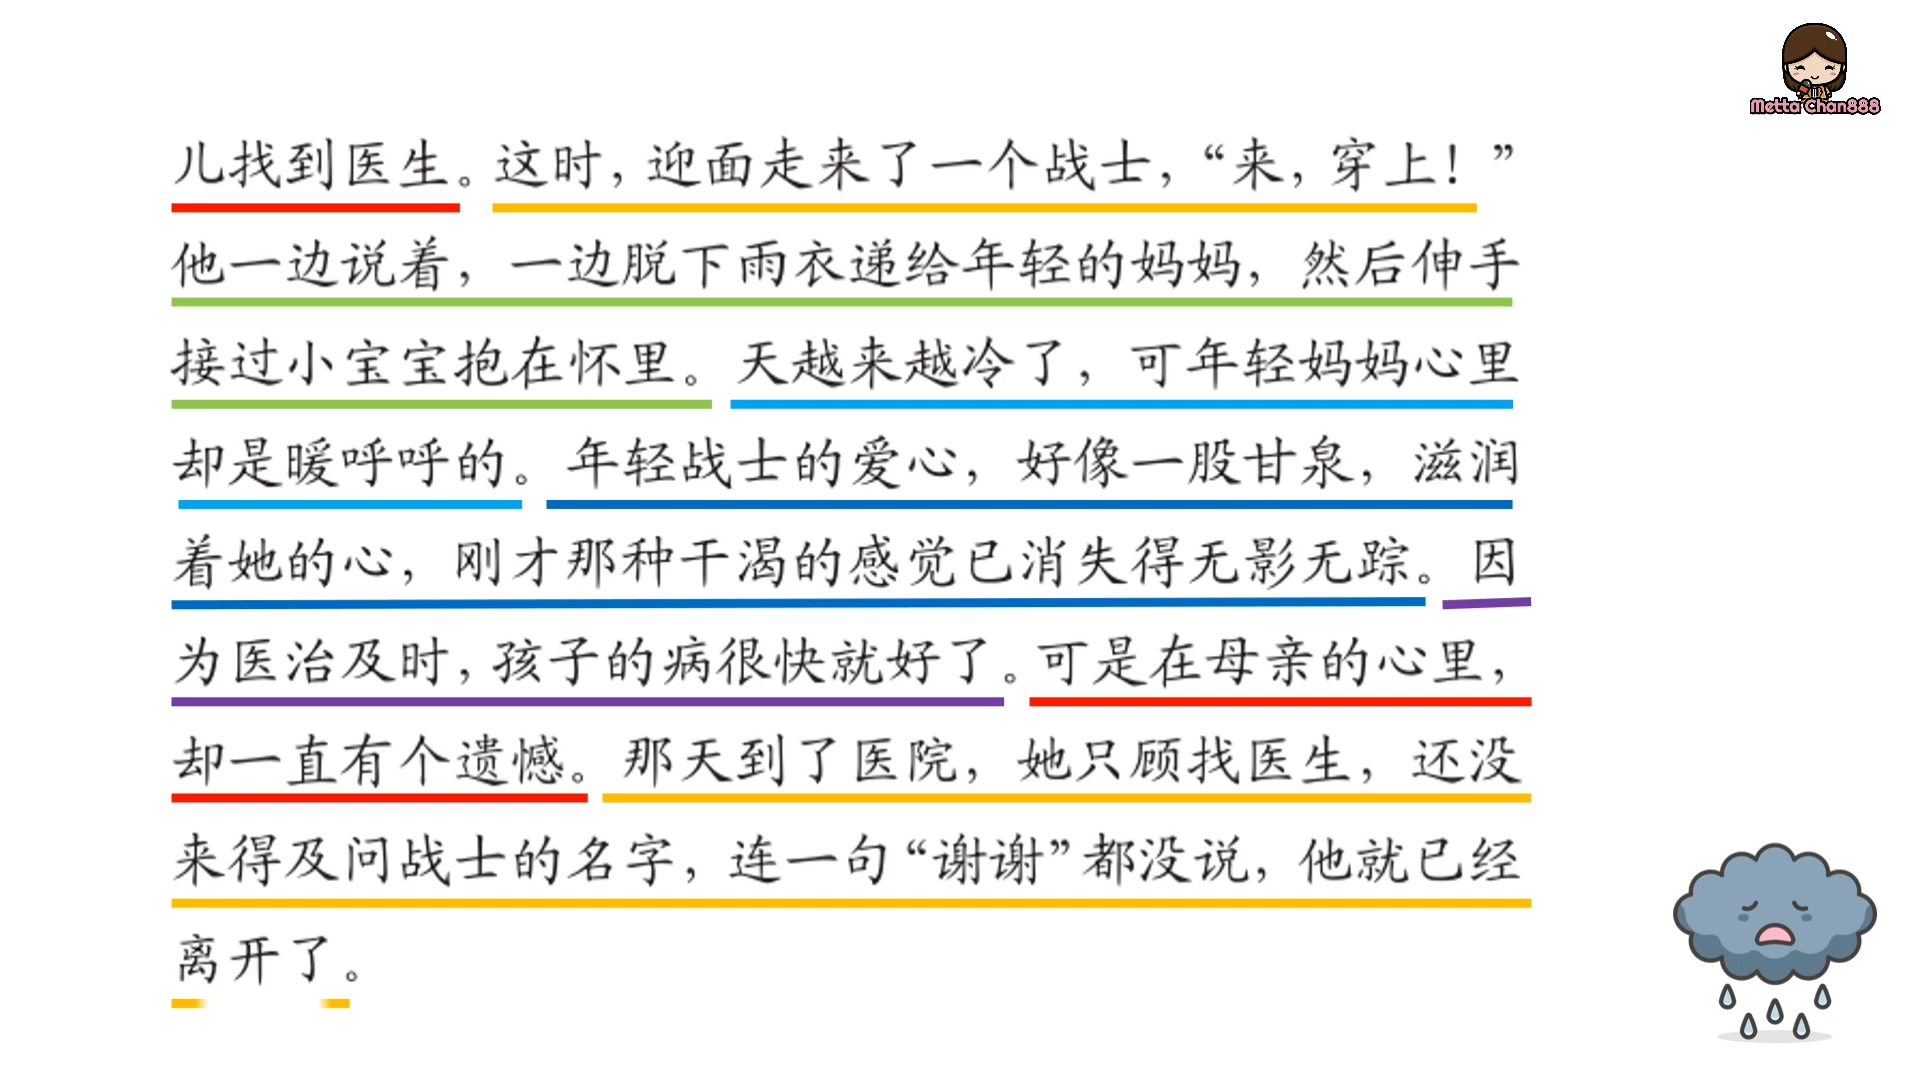 Metta Chan888
儿找到医生。这时，迎面走来了一个战士，“来，穿上！”
他一边说着，一边脱下雨衣递给年轻的妈妈，然后伸手
接过小宝宝抱在怀里。天越来越冷了，可年轻妈妈心里
却是暖呼呼的。年轻战士的爱心，好像一股甘泉，滋润
着她的心，刚才那种干渴的感觉已消失得无影无踪。因
为医治及时，孩子的病很快就好了。可是在母亲的心里，
却一直有个遗憾。那天到了医院，她只顾找医生，还没
来得及问战士的名字，连一句“谢谢”都没说，他就已经
离开了。